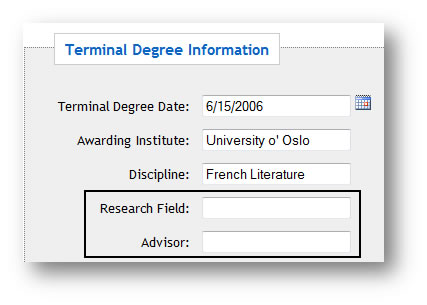 Terminal Degree Information
Terminal Degree Date: 6/15/2006
Awarding Institute: University o' Oslo
Discipline: French Literature
Research Field:
Advisor: